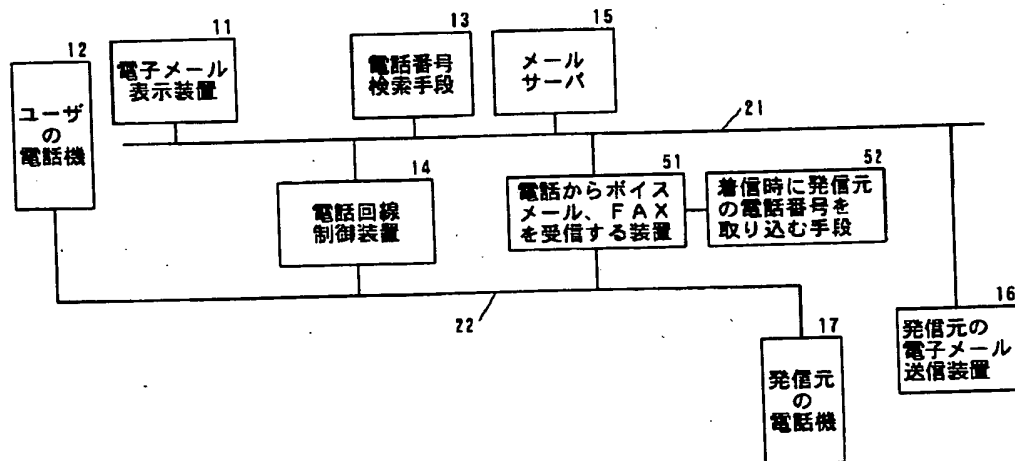 12
ユーザ
の
電話機
11
電子メール
表示装置
13
電話番号
検索手段
15
メール
サーバ
21
14
電話回線
制御装置
51
電話からボイス
メール、FAX
を受信する装置
52
着信時に発信元
の電話番号を
取り込む手段
22
17
発信元
の
電話機
16
発信元の
電子メール
送信装置